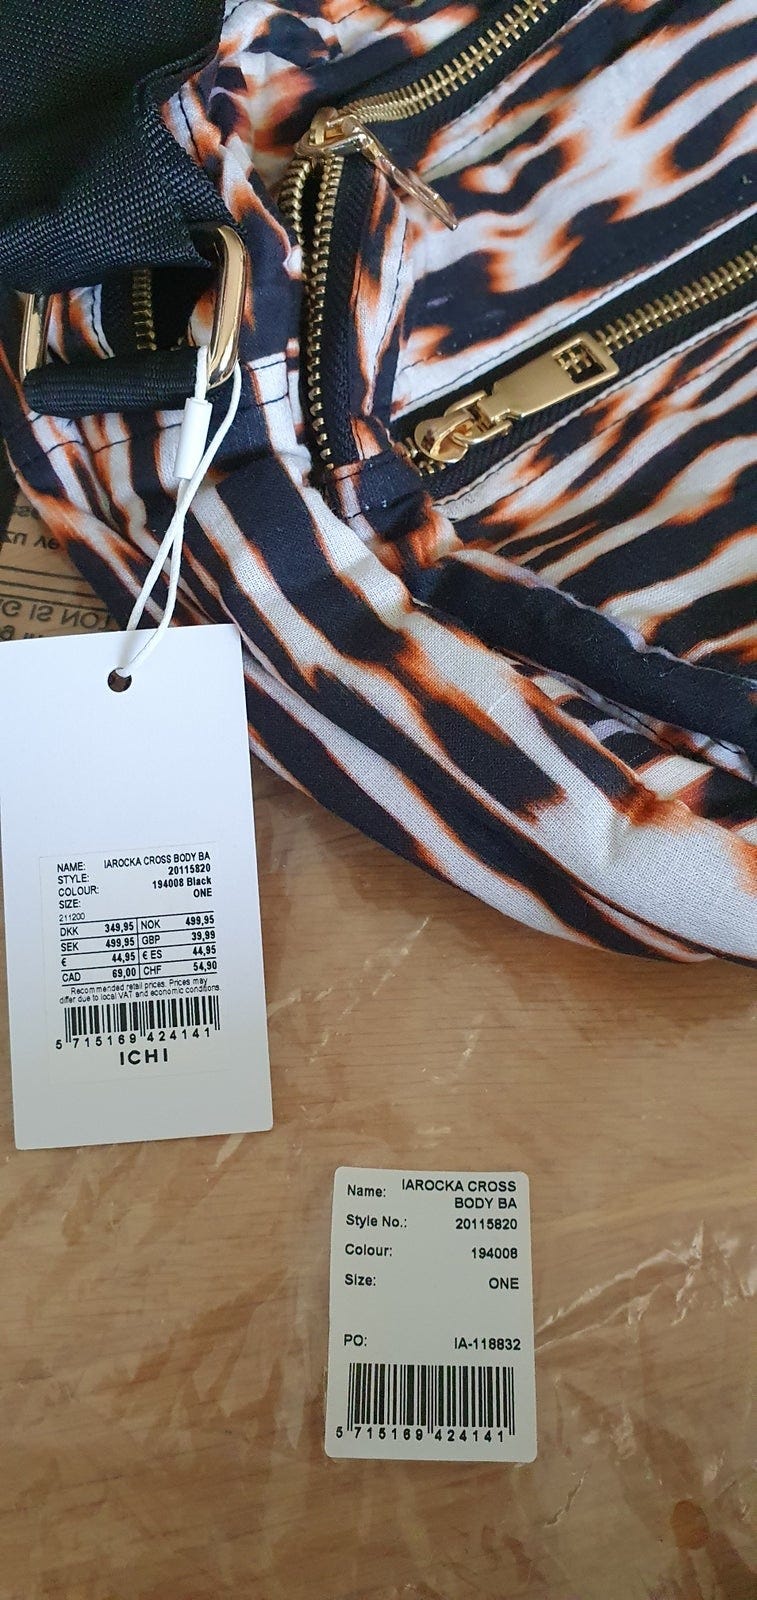 NAME: IAROCKA CROSS BODY BA
STYLE: 20115820
COLOUR: 194008 Black
SIZE: ONE
211200
DKK 349,95 NOK 499,95
SEK 499,95 GBP 39,99
€ 44,95 € ES 44,95
CAD 69,00 CHF 54,90
Recommended retail prices. Prices may
differ due to local VAT and economic conditions.
5 715169 424141
ICHI
Name: IAROCKA CROSS
BODY BA
Style No.: 20115820
Colour: 194008
Size: ONE
PO: IA-118832
5 715169 424141